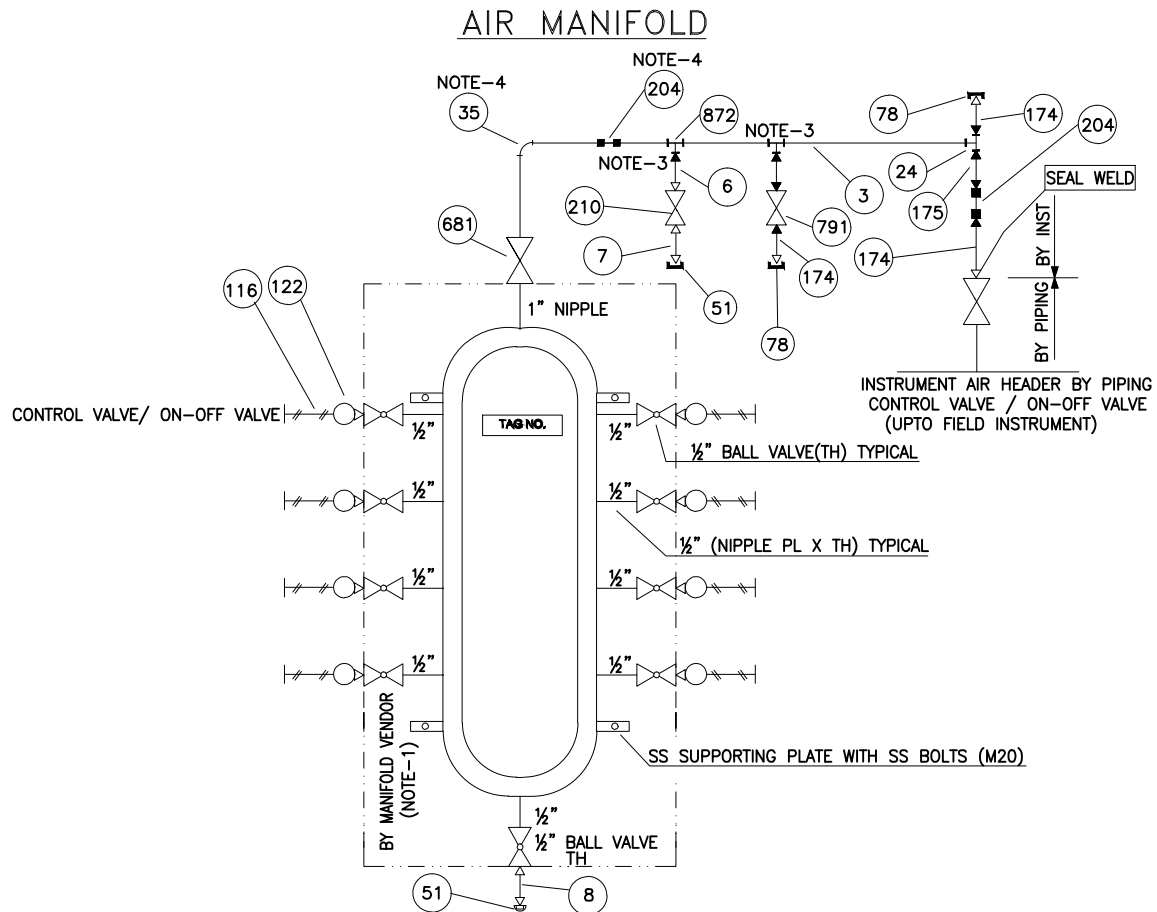 AIR MANIFOLD
NOTE-4
NOTE-4
35
204
872
78
174
204
NOTE-3
NOTE-3
6
3
24
175
SEAL WELD
210
791
681
7
174
174
51
78
BY INST
BY PIPING
116
122
1" NIPPLE
INSTRUMENT AIR HEADER BY PIPING
CONTROL VALVE / ON-OFF VALVE
(UPTO FIELD INSTRUMENT)
CONTROL VALVE/ ON-OFF VALVE
TAG NO.
½"
½"
½" BALL VALVE(TH) TYPICAL
½"
½"
½" (NIPPLE PL X TH) TYPICAL
½"
½"
½"
½"
BY MANIFOLD VENDOR
(NOTE-1)
SS SUPPORTING PLATE WITH SS BOLTS (M20)
½"
½" BALL VALVE
TH
51
8